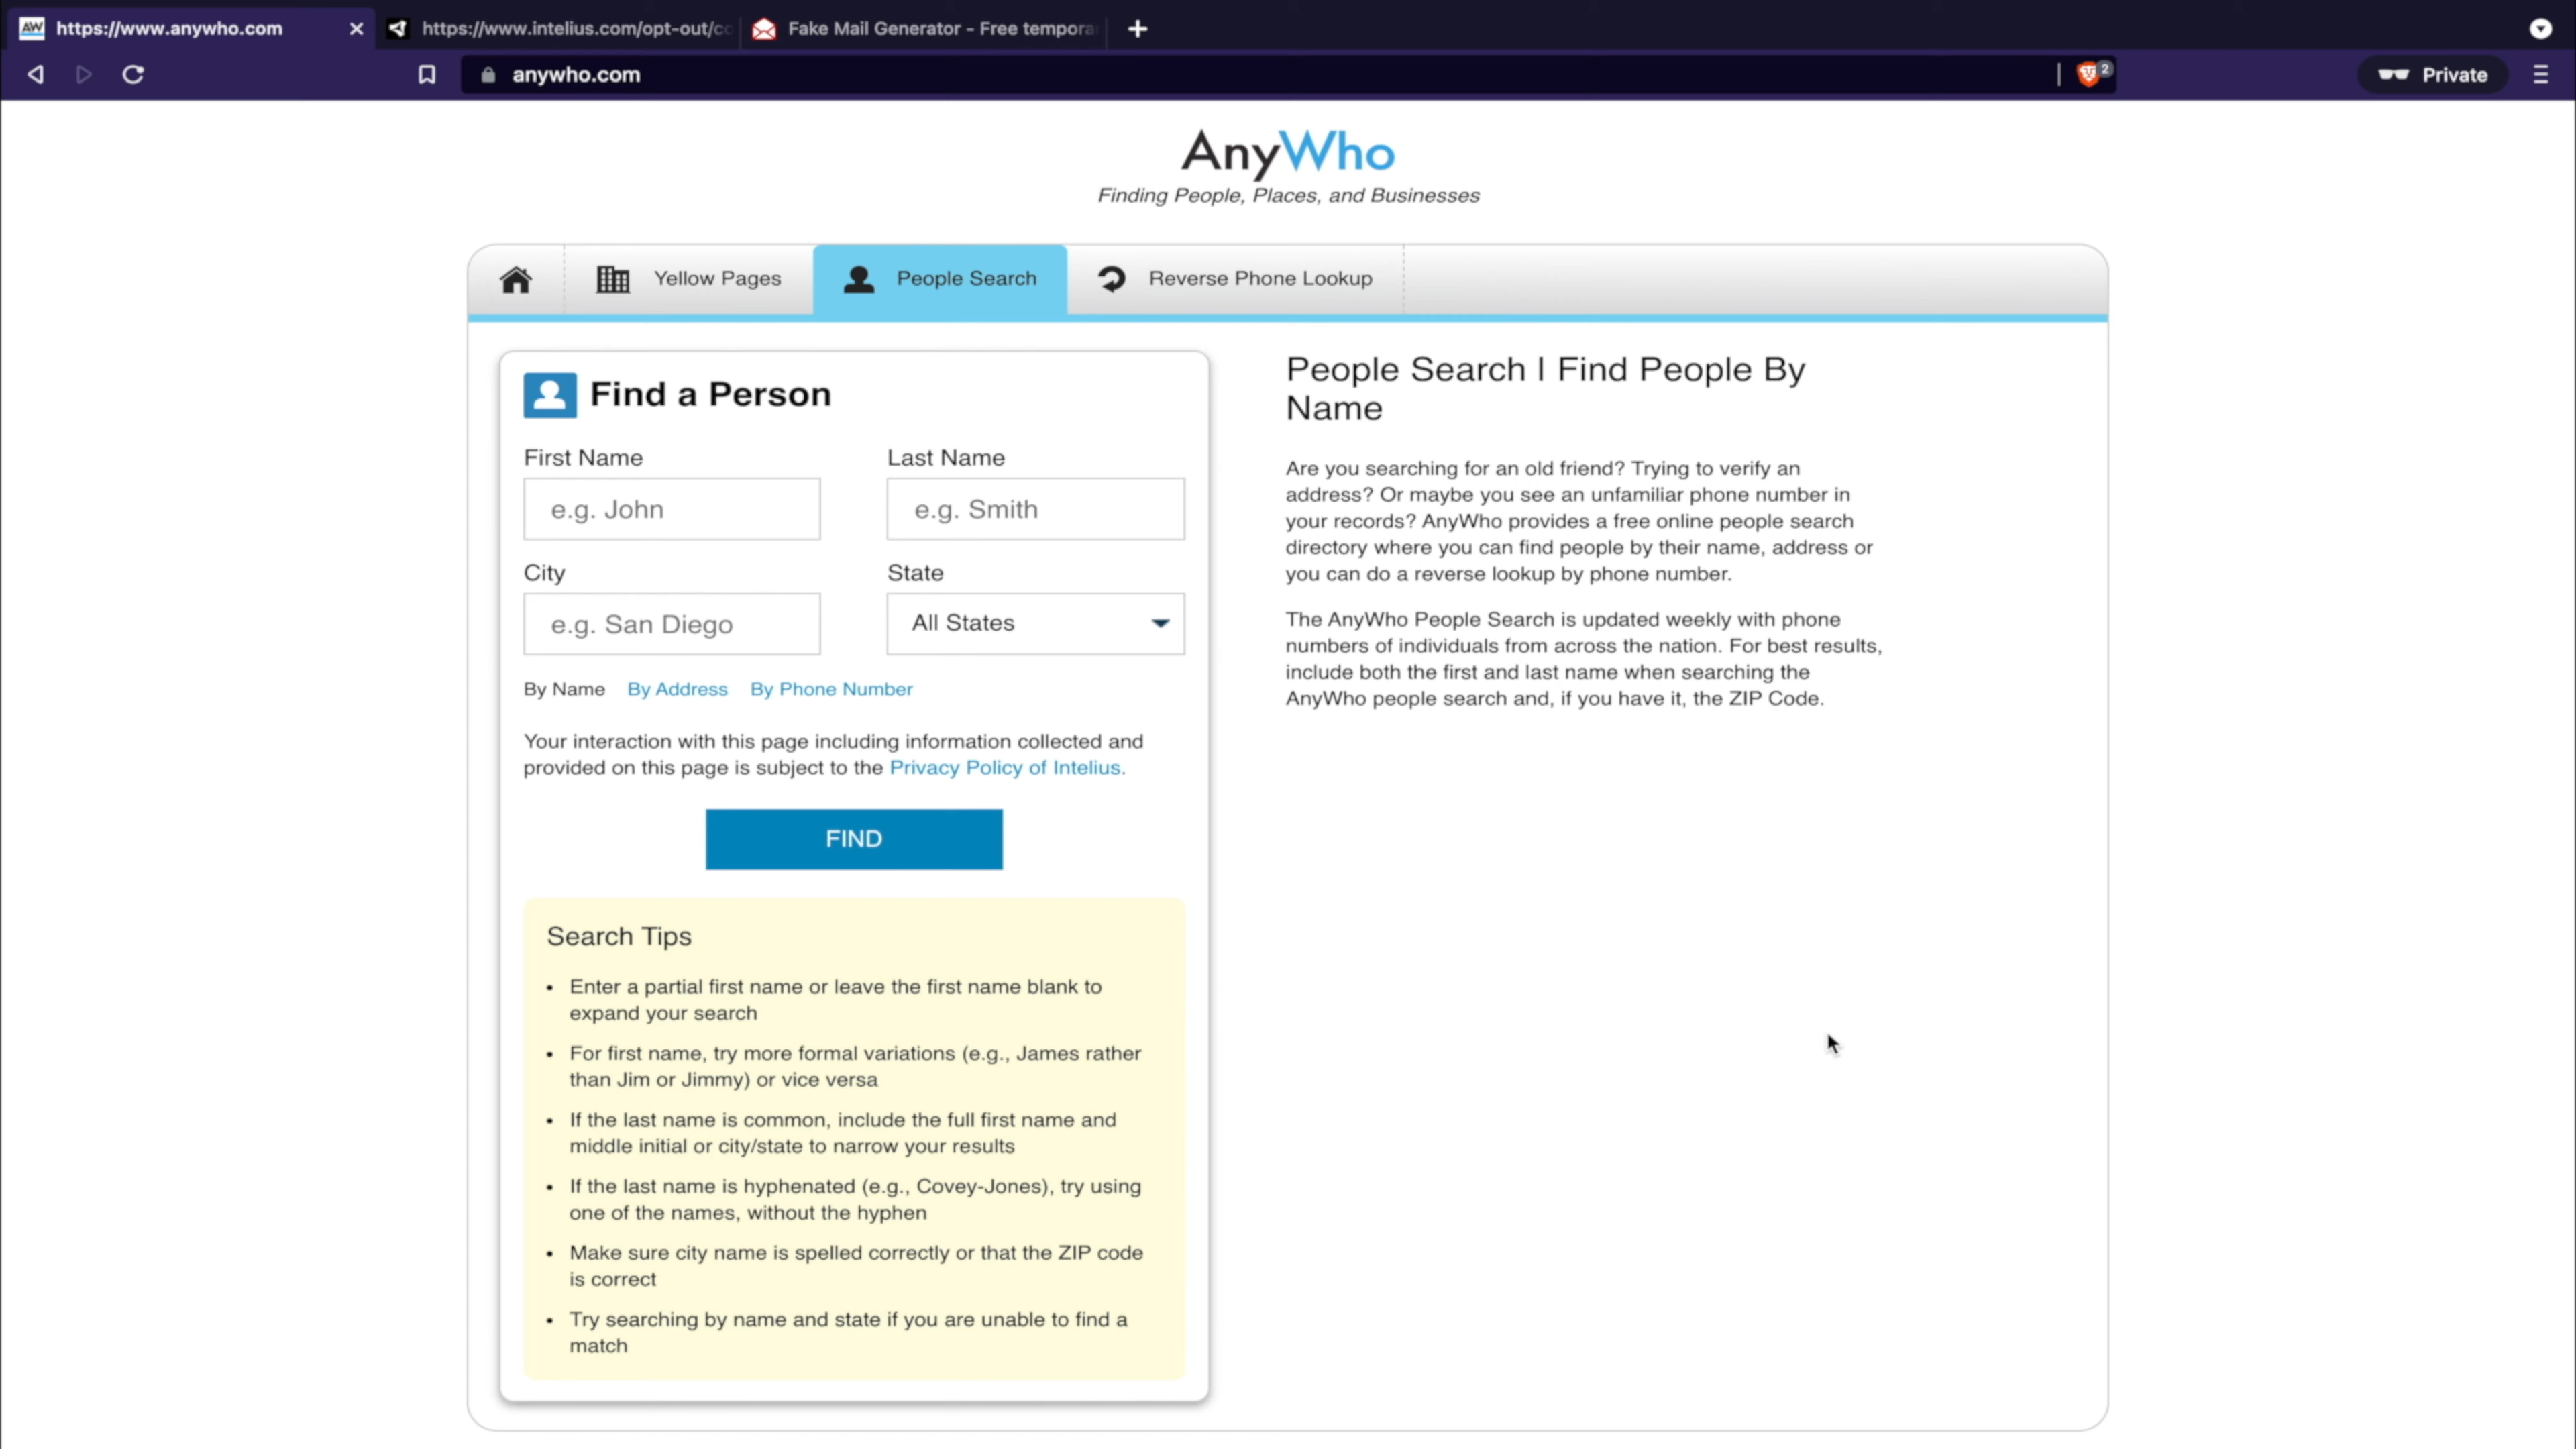 https://www.anywho.com
https://www.intelius.com/opt-out/co
Fake Mail Generator - Free tempora
anywho.com
2
Private
AnyWho
Finding People, Places, and Businesses
Yellow Pages
People Search
Reverse Phone Lookup
Find a Person
First Name
Last Name
e.g. John
e.g. Smith
City
State
e.g. San Diego
All States
By Name By Address By Phone Number
Your interaction with this page including information collected and
provided on this page is subject to the Privacy Policy of Intelius.
FIND
Search Tips
• Enter a partial first name or leave the first name blank to
expand your search
• For first name, try more formal variations (e.g., James rather
than Jim or Jimmy) or vice versa
• If the last name is common, include the full first name and
middle initial or city/state to narrow your results
• If the last name is hyphenated (e.g., Covey-Jones), try using
one of the names, without the hyphen
• Make sure city name is spelled correctly or that the ZIP code
is correct
• Try searching by name and state if you are unable to find a
match
People Search | Find People By
Name
Are you searching for an old friend? Trying to verify an
address? Or maybe you see an unfamiliar phone number in
your records? AnyWho provides a free online people search
directory where you can find people by their name, address or
you can do a reverse lookup by phone number.
The AnyWho People Search is updated weekly with phone
numbers of individuals from across the nation. For best results,
include both the first and last name when searching the
AnyWho people search and, if you have it, the ZIP Code.